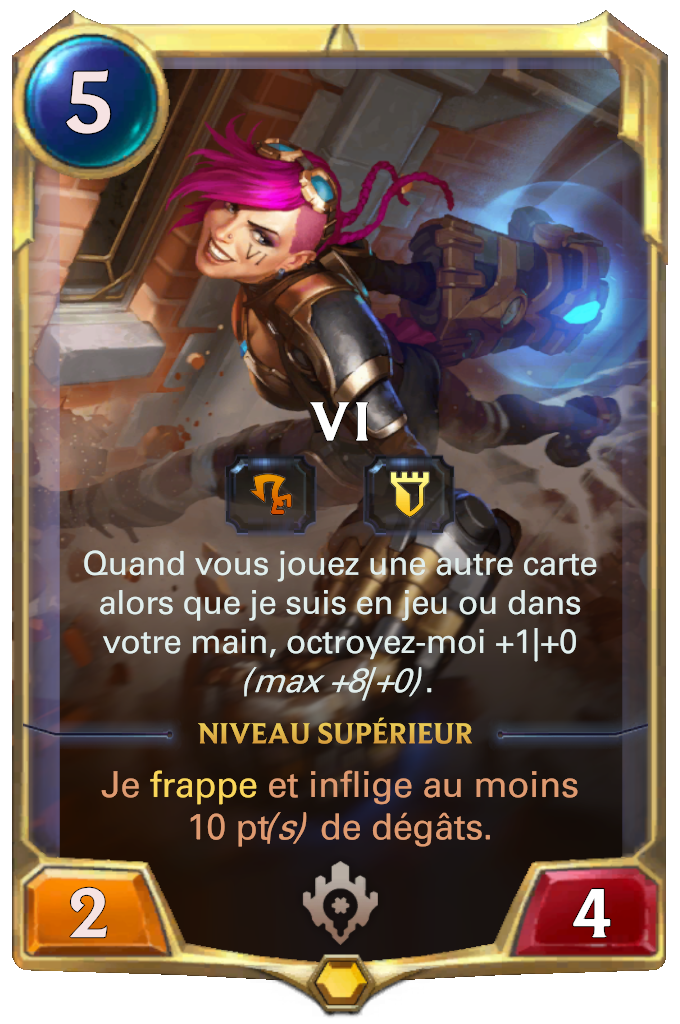 5
VI
VI
Quand vous jouez une autre carte
alors que je suis en jeu ou dans
votre main, octroyez-moi +1|+0
(max +8|+0).
NIVEAU SUPÉRIEUR
Je frappe et inflige au moins
10 pt(s) de dégâts.
2
4